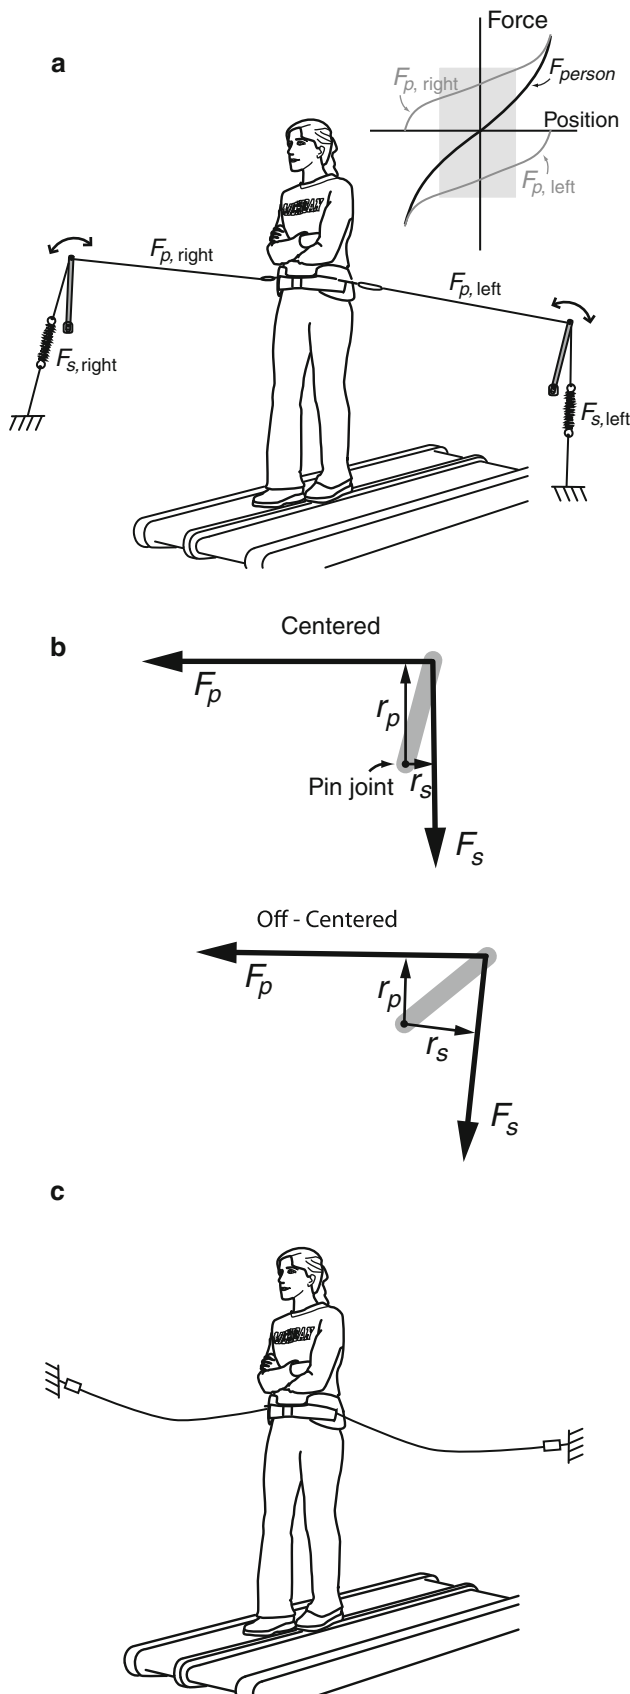 a
Force
F_p, right
F_person
Position
F_p, left
F_p, right
F_p, left
F_s, right
F_s, left
b
Centered
F_p
r_p
Pin joint
r_s
F_s
Off - Centered
F_p
r_p
r_s
F_s
c